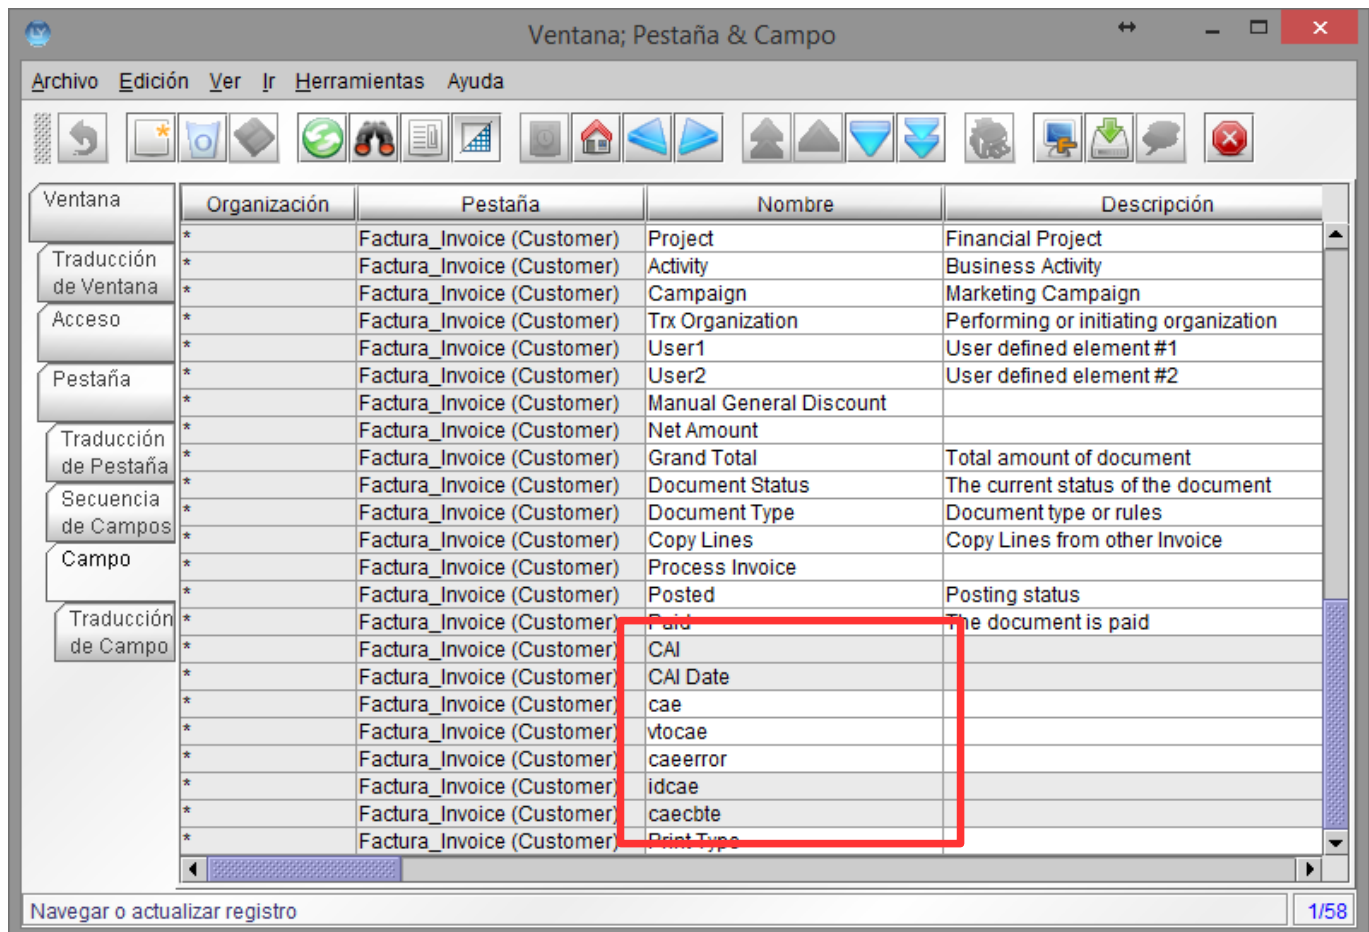 LY
Ventana; Pestaña & Campo
Archivo Edición Ver Ir Herramientas Ayuda
Ventana
Traducción
de Ventana
Acceso
Pestaña
Traducción
de Pestaña
Secuencia
de Campos
Campo
Traducción
de Campo
Organización Pestaña Nombre Descripción
* Factura_Invoice (Customer) Project Financial Project
* Factura_Invoice (Customer) Activity Business Activity
* Factura_Invoice (Customer) Campaign Marketing Campaign
* Factura_Invoice (Customer) Trx Organization Performing or initiating organization
* Factura_Invoice (Customer) User1 User defined element #1
* Factura_Invoice (Customer) User2 User defined element #2
* Factura_Invoice (Customer) Manual General Discount
* Factura_Invoice (Customer) Net Amount
* Factura_Invoice (Customer) Grand Total Total amount of document
* Factura_Invoice (Customer) Document Status The current status of the document
* Factura_Invoice (Customer) Document Type Document type or rules
* Factura_Invoice (Customer) Copy Lines Copy Lines from other Invoice
* Factura_Invoice (Customer) Process Invoice
* Factura_Invoice (Customer) Posted Posting status
* Factura_Invoice (Customer) Paid The document is paid
* Factura_Invoice (Customer) CAI
* Factura_Invoice (Customer) CAI Date
* Factura_Invoice (Customer) cae
* Factura_Invoice (Customer) vtocae
* Factura_Invoice (Customer) caeerror
* Factura_Invoice (Customer) idcae
* Factura_Invoice (Customer) caecbte
* Factura_Invoice (Customer) Print Type
Navegar o actualizar registro 1/58